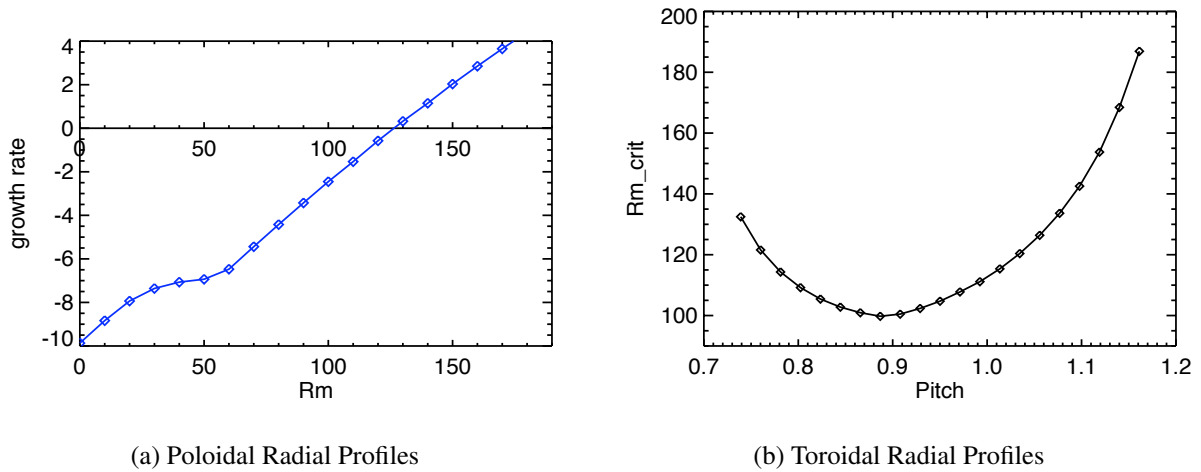 4
2
0
0 50 100 150
-2
-4
-6
-8
-10
0 50 100 150
growth rate
Rm
(a) Poloidal Radial Profiles
200
180
160
140
120
100
0.7 0.8 0.9 1.0 1.1 1.2
Rm_crit
Pitch
(b) Toroidal Radial Profiles